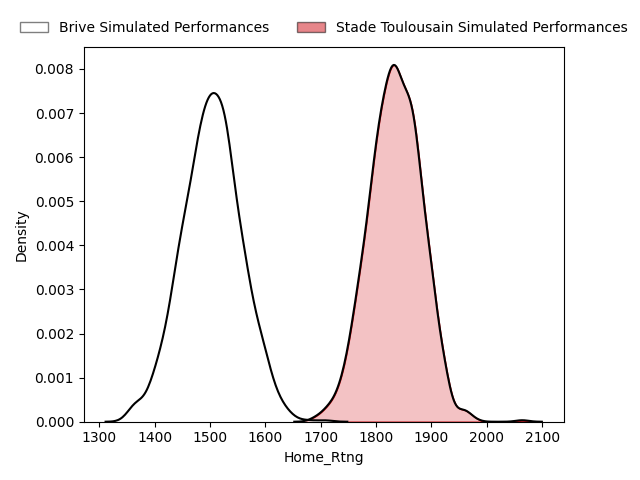 Brive Simulated Performances
Stade Toulousain Simulated Performances
0.008
0.007
0.006
0.005
0.004
0.003
0.002
0.001
0.000
Density
1300 1400 1500 1600 1700 1800 1900 2000 2100
Home_Rtng